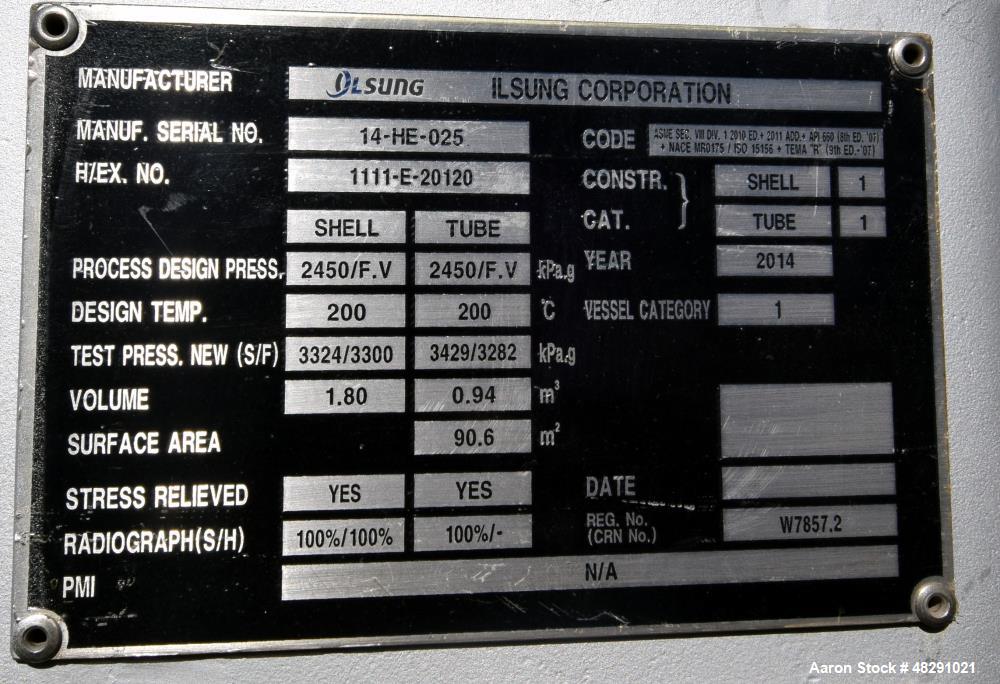 MANUFACTURER ILSUNG ILSUNG CORPORATION
MANUF. SERIAL NO. 14-HE-025
CODE ASME SEC. VIII DIV. 1 2010 ED.+ 2011 ADD.+ API 660 (8th ED. '07)
+ NACE MR0175 / ISO 15156 + TEMA "R" (9th ED.-'07)
H/EX. NO. 1111-E-20120
CONSTR. SHELL 1
CAT. TUBE 1
SHELL TUBE
PROCESS DESIGN PRESS. 2450/F.V 2450/F.V kPa.g
YEAR 2014
DESIGN TEMP. 200 200 °C
VESSEL CATEGORY 1
TEST PRESS. NEW (S/F) 3324/3300 3429/3282 kPa.g
VOLUME 1.80 0.94 m³
SURFACE AREA 90.6 m²
STRESS RELIEVED YES YES
DATE
RADIOGRAPH(S/H) 100%/100% 100%/-
REG. No.
(CRN No.) W7857.2
PMI N/A
Aaron Stock # 48291021